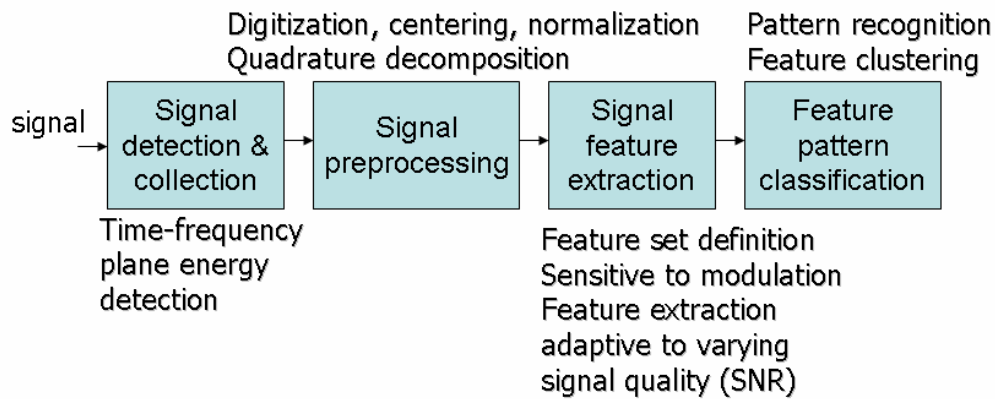 Digitization, centering, normalization
Quadrature decomposition
Pattern recognition
Feature clustering
signal
Signal
detection &
collection
Signal
preprocessing
Signal
feature
extraction
Feature
pattern
classification
Time-frequency
plane energy
detection
Feature set definition
Sensitive to modulation
Feature extraction
adaptive to varying
signal quality (SNR)